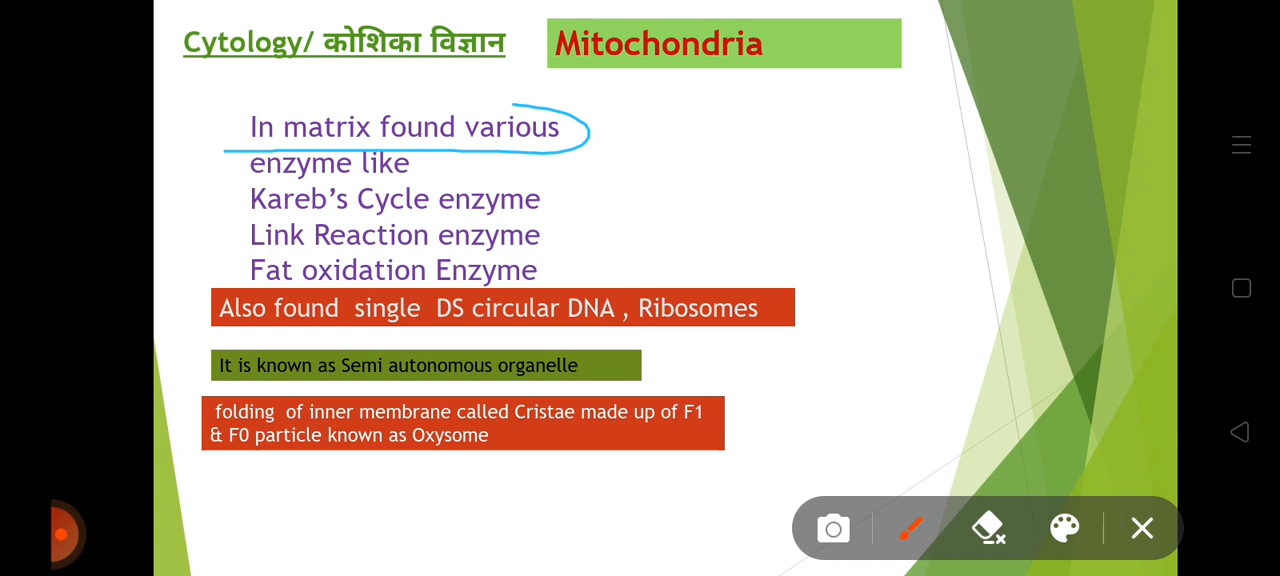 Cytology/ कोशिका विज्ञान
Mitochondria
In matrix found various
enzyme like
Kareb’s Cycle enzyme
Link Reaction enzyme
Fat oxidation Enzyme
Also found single DS circular DNA , Ribosomes
It is known as Semi autonomous organelle
folding of inner membrane called Cristae made up of F1
& F0 particle known as Oxysome